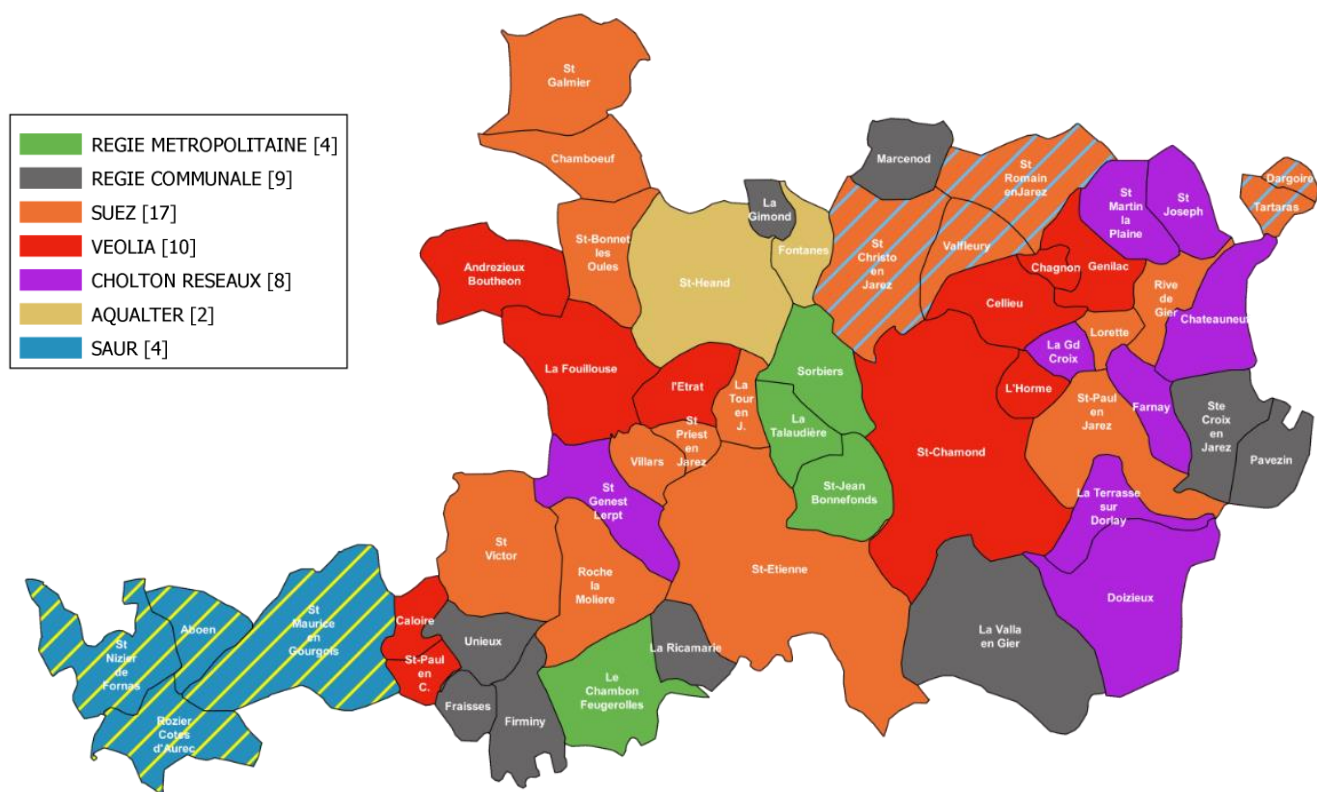 REGIE METROPOLITAINE [4]
REGIE COMMUNALE [9]
SUEZ [17]
VEOLIA [10]
CHOLTON RESEAUX [8]
AQUALTER [2]
SAUR [4]
St
Galmier
Chamboeuf
St-Bonnet
les
Oules
Andrezieux
Boutheon
La Fouillouse
St-Heand
La
Gimond
Fontanes
Marcenod
St
Romain
enJarez
St
Christo
en
Jarez
Valfleury
St
Martin
la
Plaine
St
Joseph
Dargoire
Tartaras
Chagnon
Genilac
Cellieu
Rive
de
Gier
Chateauneuf
Lorette
La Gd
Croix
L'Horme
St-Paul
en
Jarez
Farnay
Ste
Croix
en
Jarez
Pavezin
l'Etrat
La
Tour
en
J.
Sorbiers
La
Talaudière
St-Jean
Bonnefonds
St
Priest
en
Jarez
Villars
St
Genest
Lerpt
St-Chamond
La Terrasse
sur
Dorlay
Doizieux
La Valla
en Gier
St-Etienne
St
Victor
Roche
la
Moliere
La Ricamarie
Le
Chambon
Feugerolles
Unieux
Fraisses
Firminy
Caloire
St-Paul
en
C.
St
Maurice
en
Gourgois
Aboen
St
Nizier
de
Fornas
Rozier
Cotes
d'Aurec